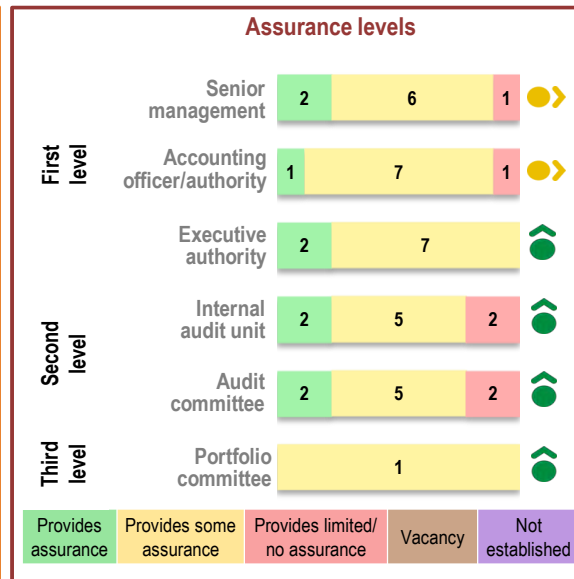 Assurance levels
First level
Senior
management
2 6 1
Accounting
officer/authority
1 7 1
Executive
authority
2 7
Second level
Internal
audit unit
2 5 2
Audit
committee
2 5 2
Third level
Portfolio
committee
1
Provides
assurance
Provides some
assurance
Provides limited/
no assurance
Vacancy
Not
established